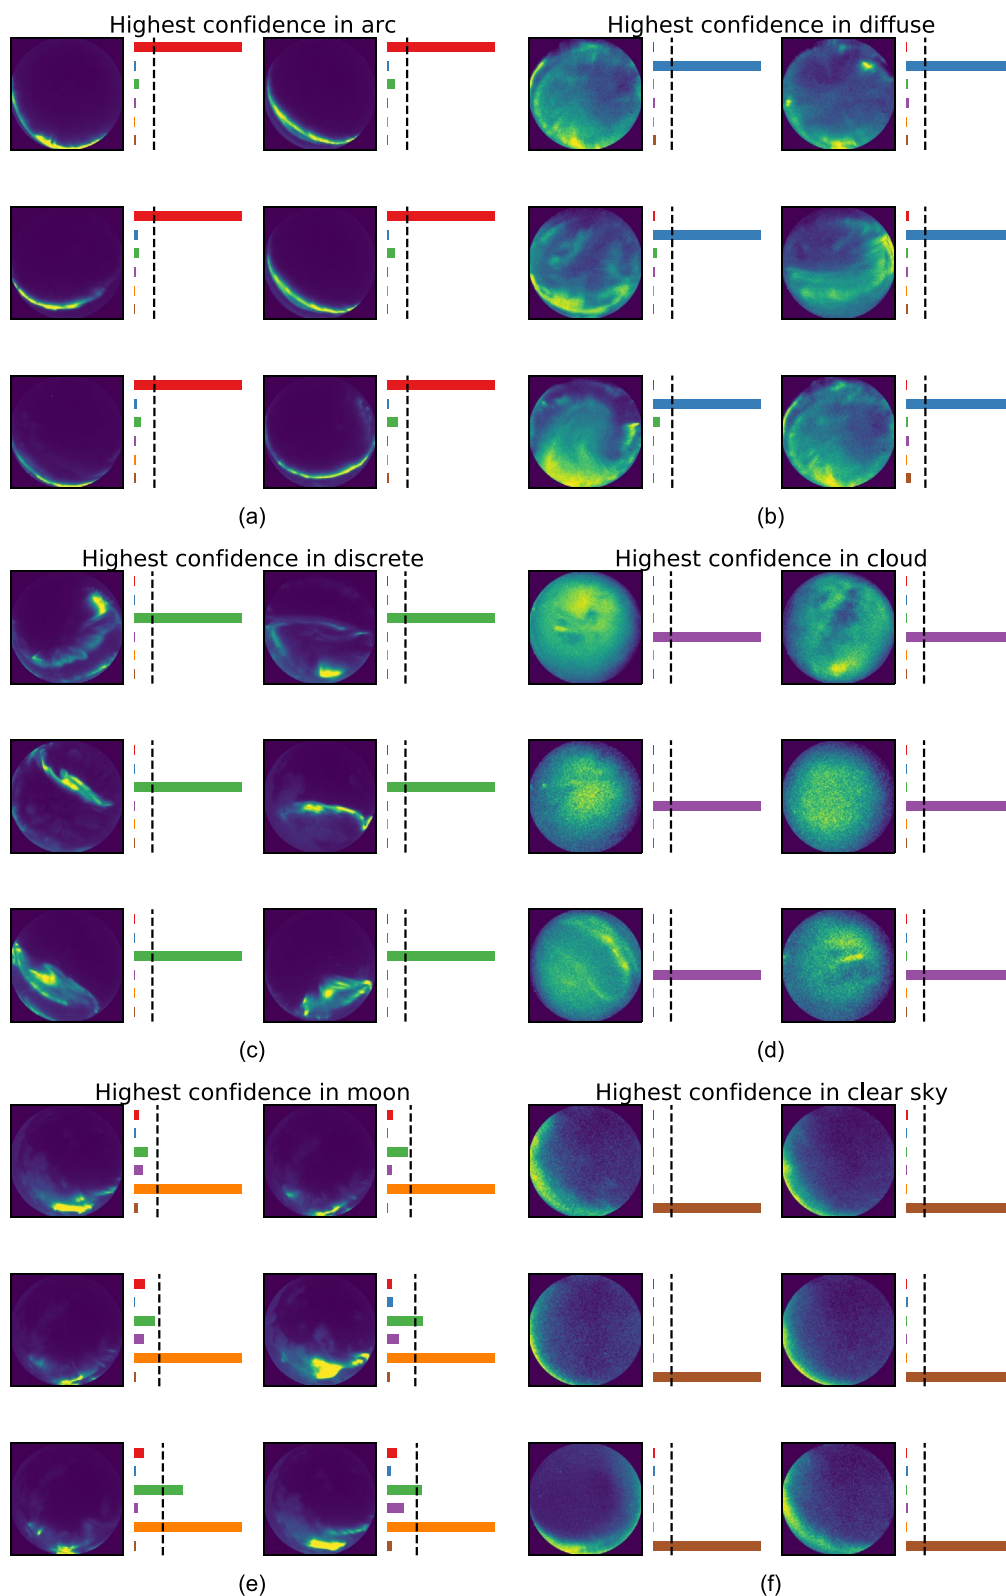 Highest confidence in arc
Highest confidence in diffuse
(a)
(b)
Highest confidence in discrete
Highest confidence in cloud
(c)
(d)
Highest confidence in moon
Highest confidence in clear sky
(e)
(f)